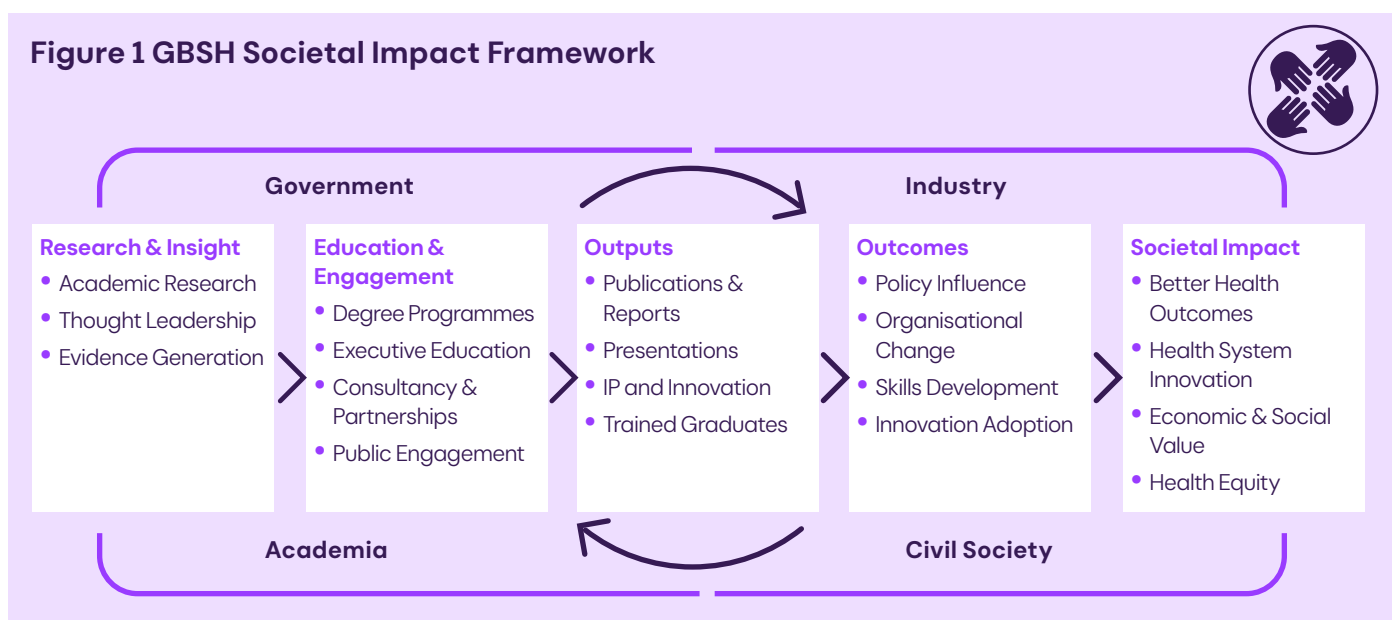 Figure 1 GBSH Societal Impact Framework
Government
Industry
Research & Insight
• Academic Research
• Thought Leadership
• Evidence Generation
Education &
Engagement
• Degree Programmes
• Executive Education
• Consultancy &
Partnerships
• Public Engagement
Outputs
• Publications &
Reports
• Presentations
• IP and Innovation
• Trained Graduates
Outcomes
• Policy Influence
• Organisational
Change
• Skills Development
• Innovation Adoption
Societal Impact
• Better Health
Outcomes
• Health System
Innovation
• Economic & Social
Value
• Health Equity
Academia
Civil Society